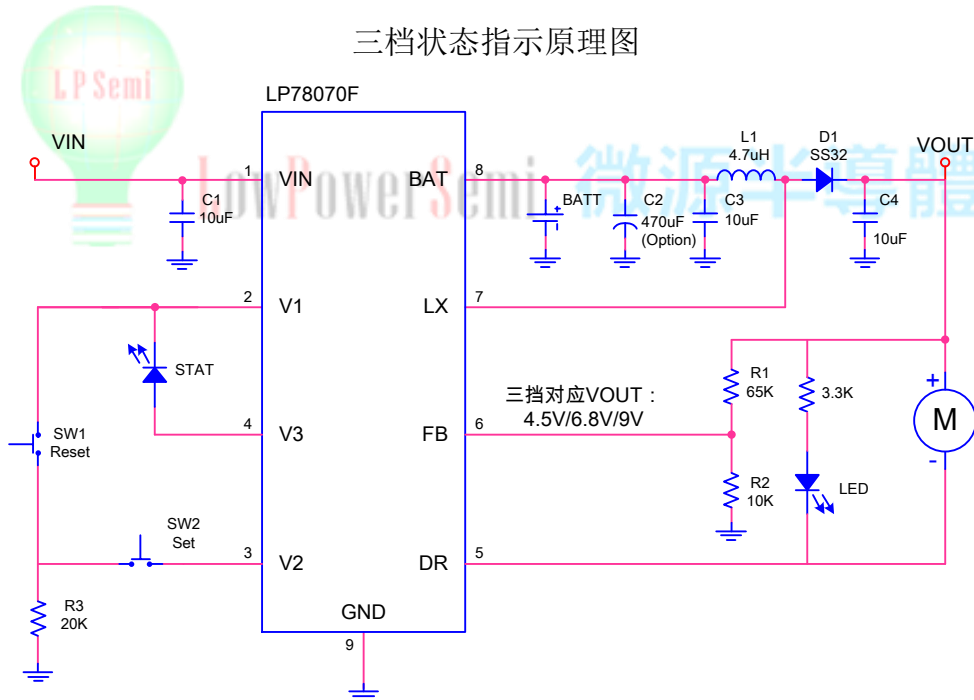 三档状态指示原理图
LP Semi
LowPowerSemi 微源半導體
LP78070F
VIN
1
VIN
C1
10uF
BAT
8
BATT
+
-
C2
470uF
(Option)
C3
10uF
L1
4.7uH
D1
SS32
VOUT
C4
10uF
2
V1
LX
7
STAT
4
V3
SW1
Reset
三挡对应VOUT：
4.5V/6.8V/9V
FB
6
R1
65K
3.3K
+
M
-
R2
10K
LED
SW2
Set
3
V2
DR
5
R3
20K
GND
9